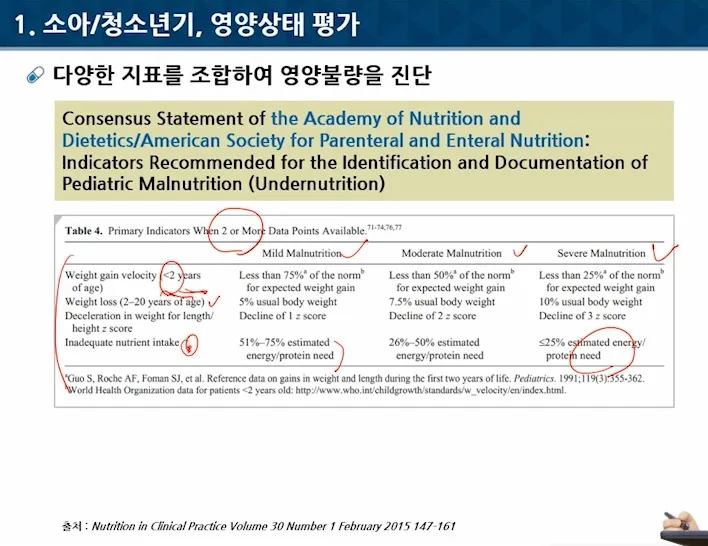 1. 소아/청소년기, 영양상태 평가
다양한 지표를 조합하여 영양불량을 진단
Consensus Statement of the Academy of Nutrition and
Dietetics/American Society for Parenteral and Enteral Nutrition:
Indicators Recommended for the Identification and Documentation of
Pediatric Malnutrition (Undernutrition)
Table 4. Primary Indicators When 2 or More Data Points Available.71-74,76,77
Mild Malnutrition Moderate Malnutrition Severe Malnutrition
Weight gain velocity (<2 years Less than 75%a of the normb Less than 50%a of the normb Less than 25%a of the normb
of age) for expected weight gain for expected weight gain for expected weight gain
Weight loss (2–20 years of age) 5% usual body weight 7.5% usual body weight 10% usual body weight
Deceleration in weight for length/ Decline of 1 z score Decline of 2 z score Decline of 3 z score
height z score
Inadequate nutrient intake 51%–75% estimated 26%–50% estimated ≤25% estimated energy/
energy/protein need energy/protein need protein need
aGuo S, Roche AF, Foman SJ, et al. Reference data on gains in weight and length during the first two years of life. Pediatrics. 1991;119(3):355-362.
bWorld Health Organization data for patients <2 years old: http://www.who.int/childgrowth/standards/w_velocity/en/index.html.
출처 : Nutrition in Clinical Practice Volume 30 Number 1 February 2015 147-161